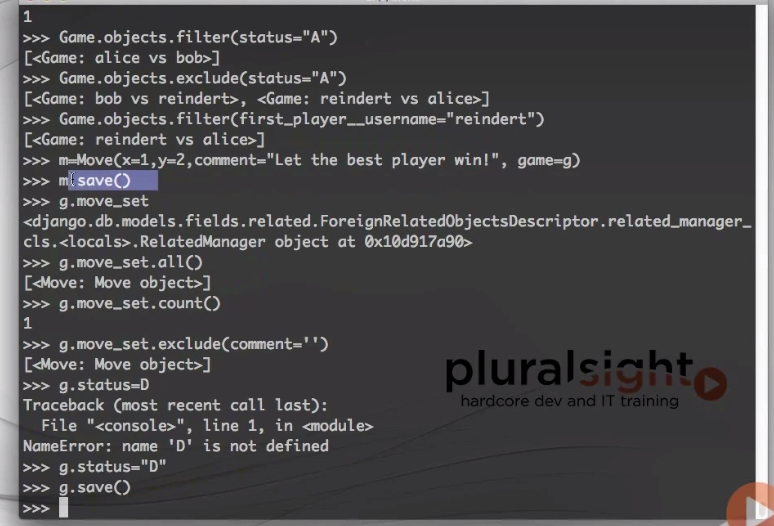 1
>>> Game.objects.filter(status="A")
[<Game: alice vs bob>]
>>> Game.objects.exclude(status="A")
[<Game: bob vs reindert>, <Game: reindert vs alice>]
>>> Game.objects.filter(first_player__username="reindert")
[<Game: reindert vs alice>]
>>> m=Move(x=1,y=2,comment="Let the best player win!", game=g)
>>> m.save()
>>> g.move_set
<django.db.models.fields.related.ForeignRelatedObjectsDescriptor.related_manager_
cls.<locals>.RelatedManager object at 0x10d917a90>
>>> g.move_set.all()
[<Move: Move object>]
>>> g.move_set.count()
1
>>> g.move_set.exclude(comment='')
[<Move: Move object>]
>>> g.status=D
Traceback (most recent call last):
  File "<console>", line 1, in <module>
NameError: name 'D' is not defined
>>> g.status="D"
>>> g.save()
>>>
pluralsight
hardcore dev and IT training